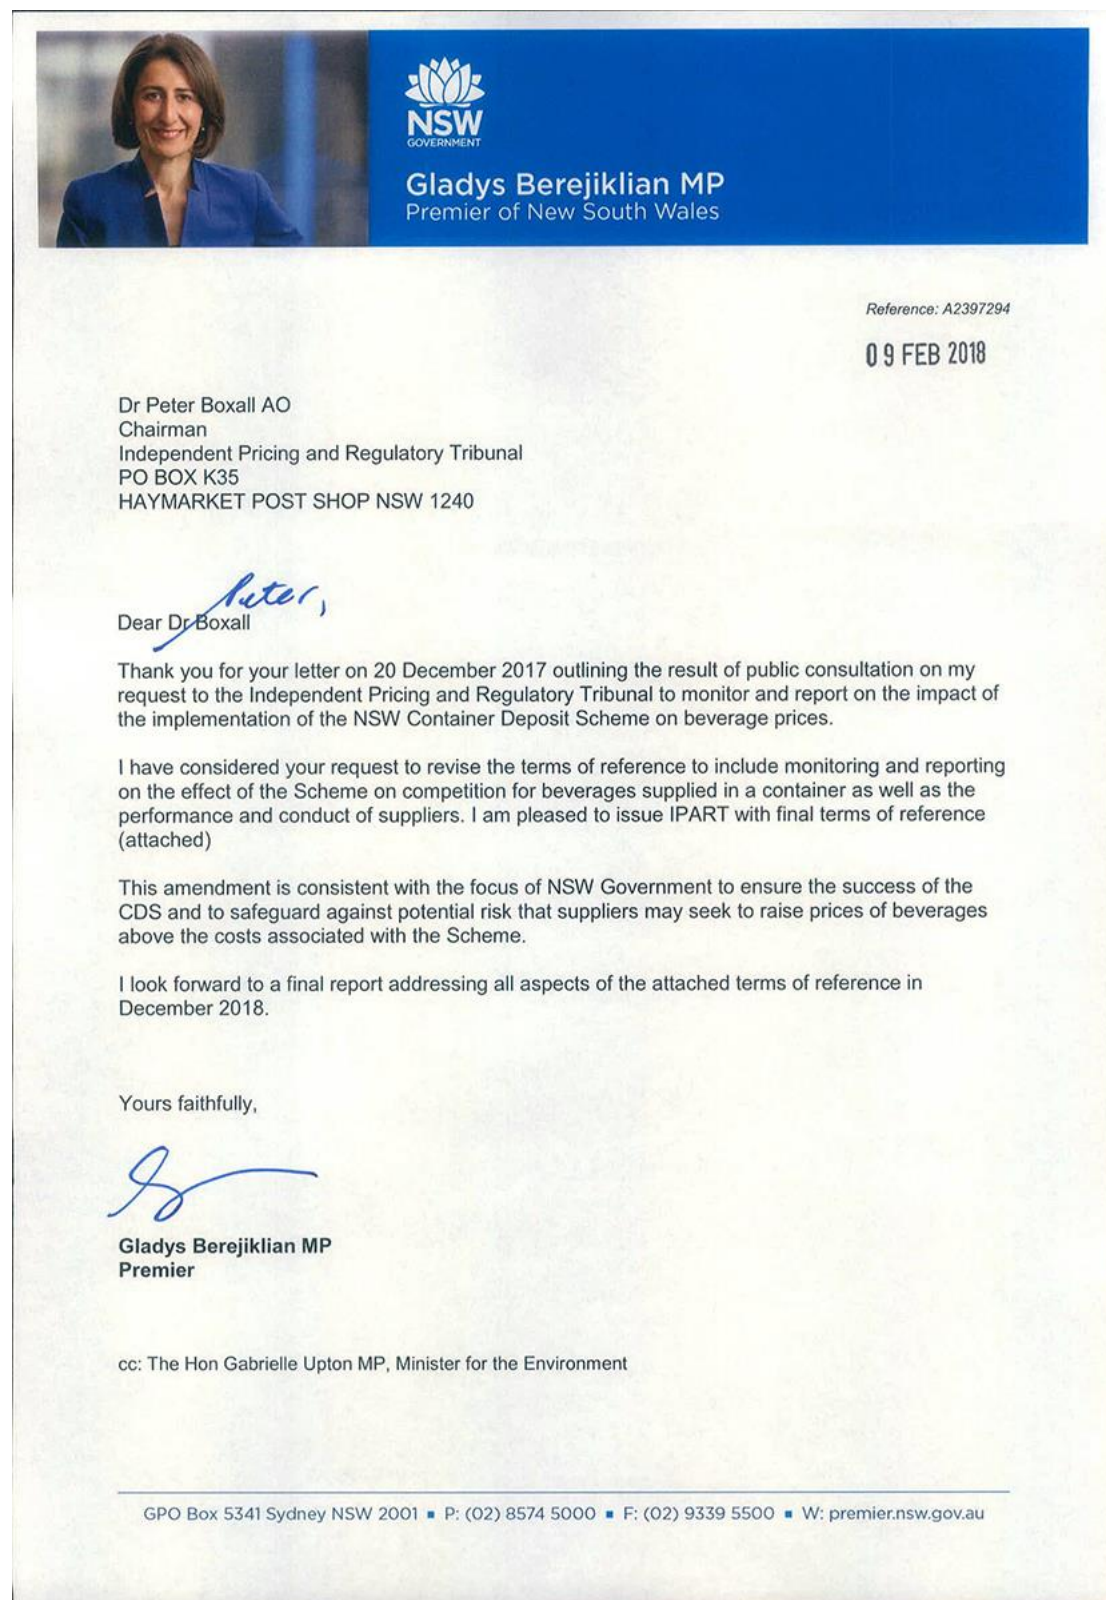 NSW
GOVERNMENT
Gladys Berejiklian MP
Premier of New South Wales
Reference: A2397294
09 FEB 2018
Dr Peter Boxall AO
Chairman
Independent Pricing and Regulatory Tribunal
PO BOX K35
HAYMARKET POST SHOP NSW 1240
Peter,
Dear Dr Boxall
Thank you for your letter on 20 December 2017 outlining the result of public consultation on my
request to the Independent Pricing and Regulatory Tribunal to monitor and report on the impact of
the implementation of the NSW Container Deposit Scheme on beverage prices.
I have considered your request to revise the terms of reference to include monitoring and reporting
on the effect of the Scheme on competition for beverages supplied in a container as well as the
performance and conduct of suppliers. I am pleased to issue IPART with final terms of reference
(attached)
This amendment is consistent with the focus of NSW Government to ensure the success of the
CDS and to safeguard against potential risk that suppliers may seek to raise prices of beverages
above the costs associated with the Scheme.
I look forward to a final report addressing all aspects of the attached terms of reference in
December 2018.
Yours faithfully,
Gladys Berejiklian MP
Premier
cc: The Hon Gabrielle Upton MP, Minister for the Environment
GPO Box 5341 Sydney NSW 2001 ▪ P: (02) 8574 5000 ▪ F: (02) 9339 5500 ▪ W: premier.nsw.gov.au